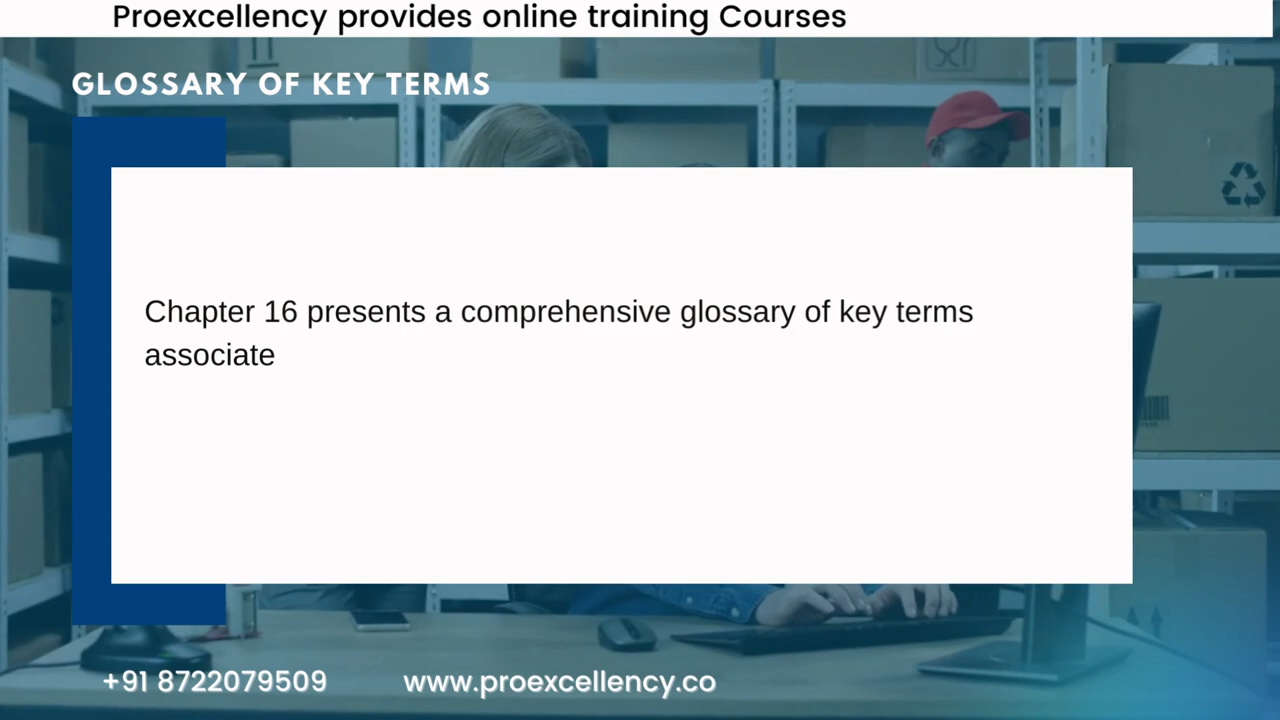 Proexcellency provides online training Courses
GLOSSARY OF KEY TERMS
Chapter 16 presents a comprehensive glossary of key terms
associate
+91 8722079509
www.proexcellency.co